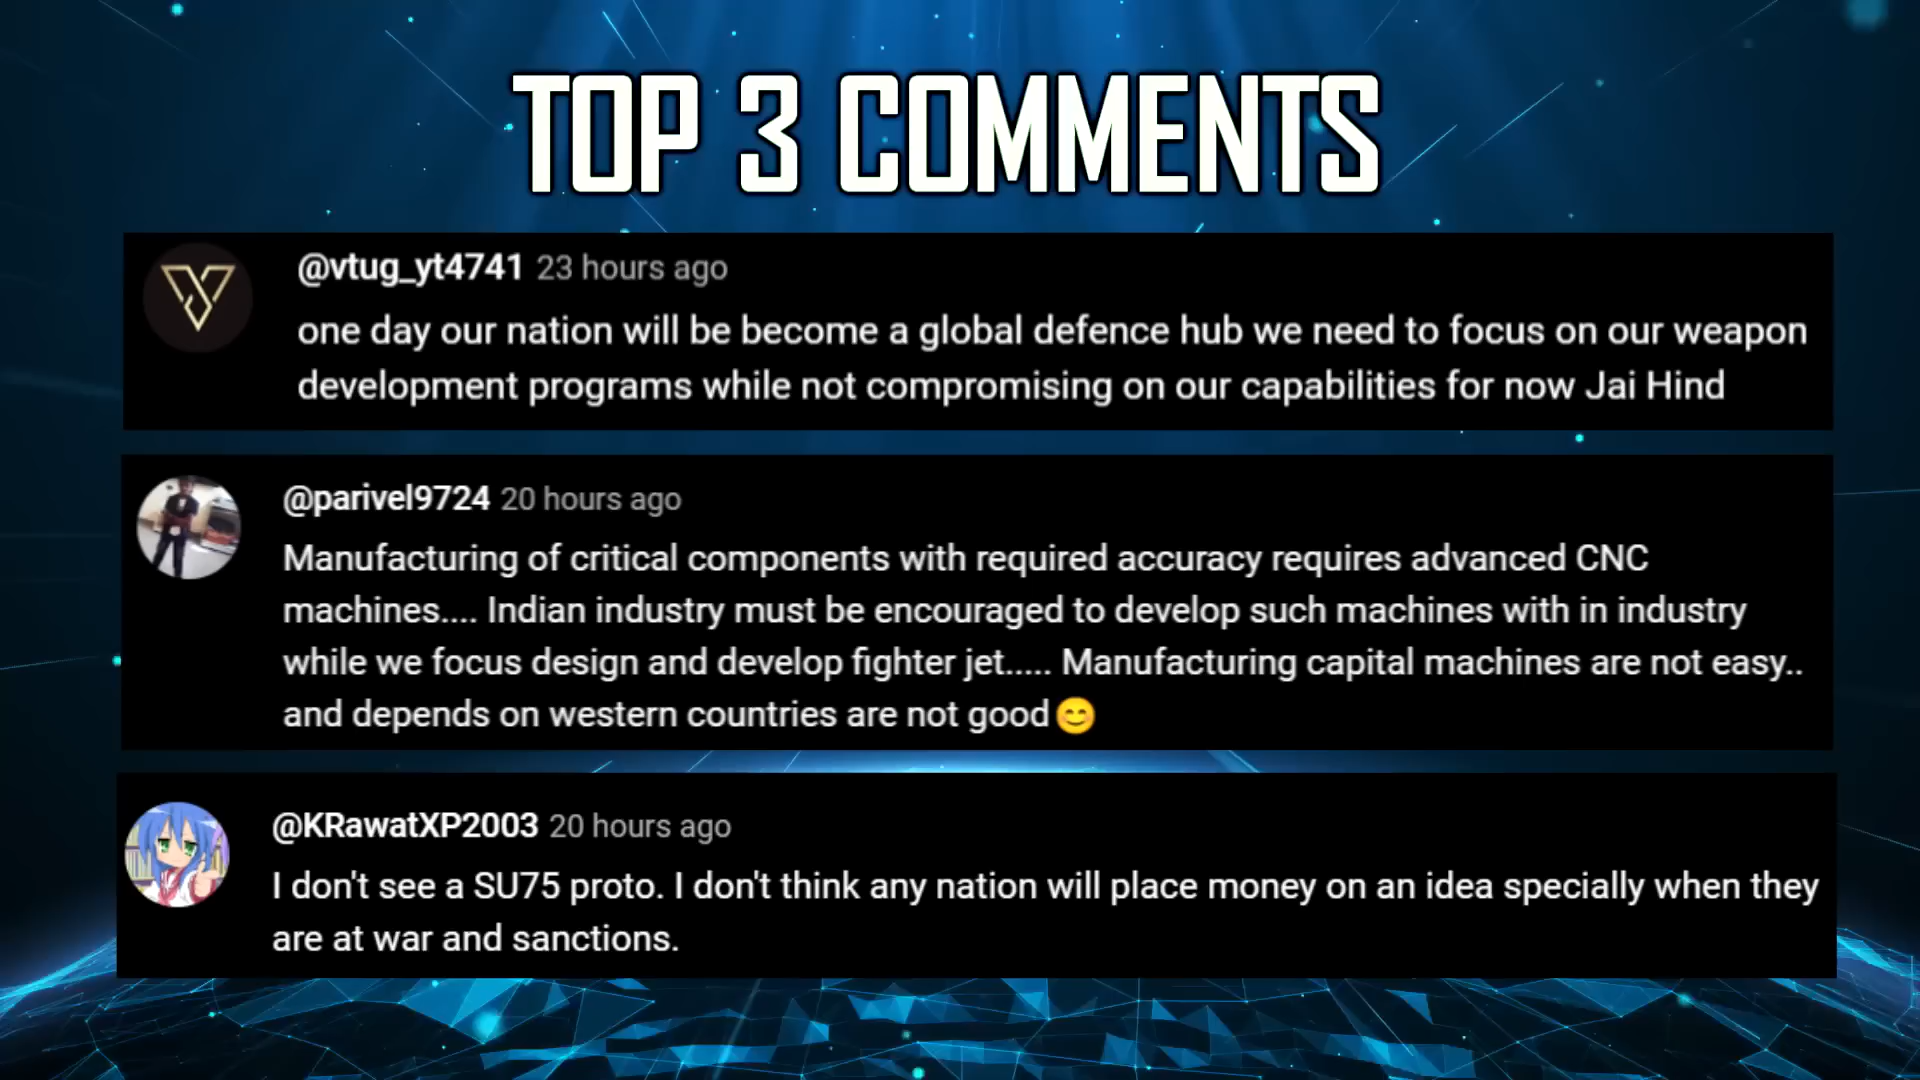 TOP 3 COMMENTS
@vtug_yt4741 23 hours ago
one day our nation will be become a global defence hub we need to focus on our weapon
development programs while not compromising on our capabilities for now Jai Hind
@parivel9724 20 hours ago
Manufacturing of critical components with required accuracy requires advanced CNC
machines.... Indian industry must be encouraged to develop such machines with in industry
while we focus design and develop fighter jet..... Manufacturing capital machines are not easy..
and depends on western countries are not good😊
@KRawatXP2003 20 hours ago
I don't see a SU75 proto. I don't think any nation will place money on an idea specially when they
are at war and sanctions.